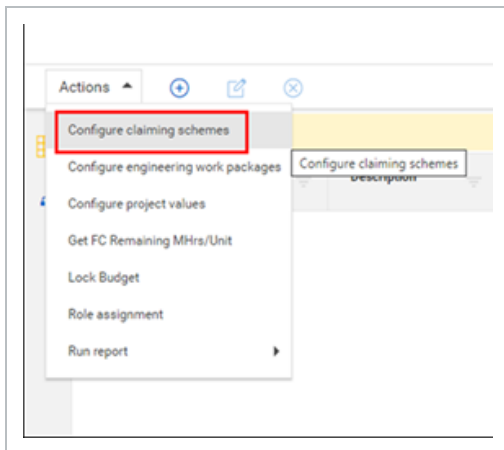 Actions
Configure claiming schemes
Configure engineering work packages
Configure claiming schemes
Description
Configure project values
Get FC Remaining MHrs/Unit
Lock Budget
Role assignment
Run report